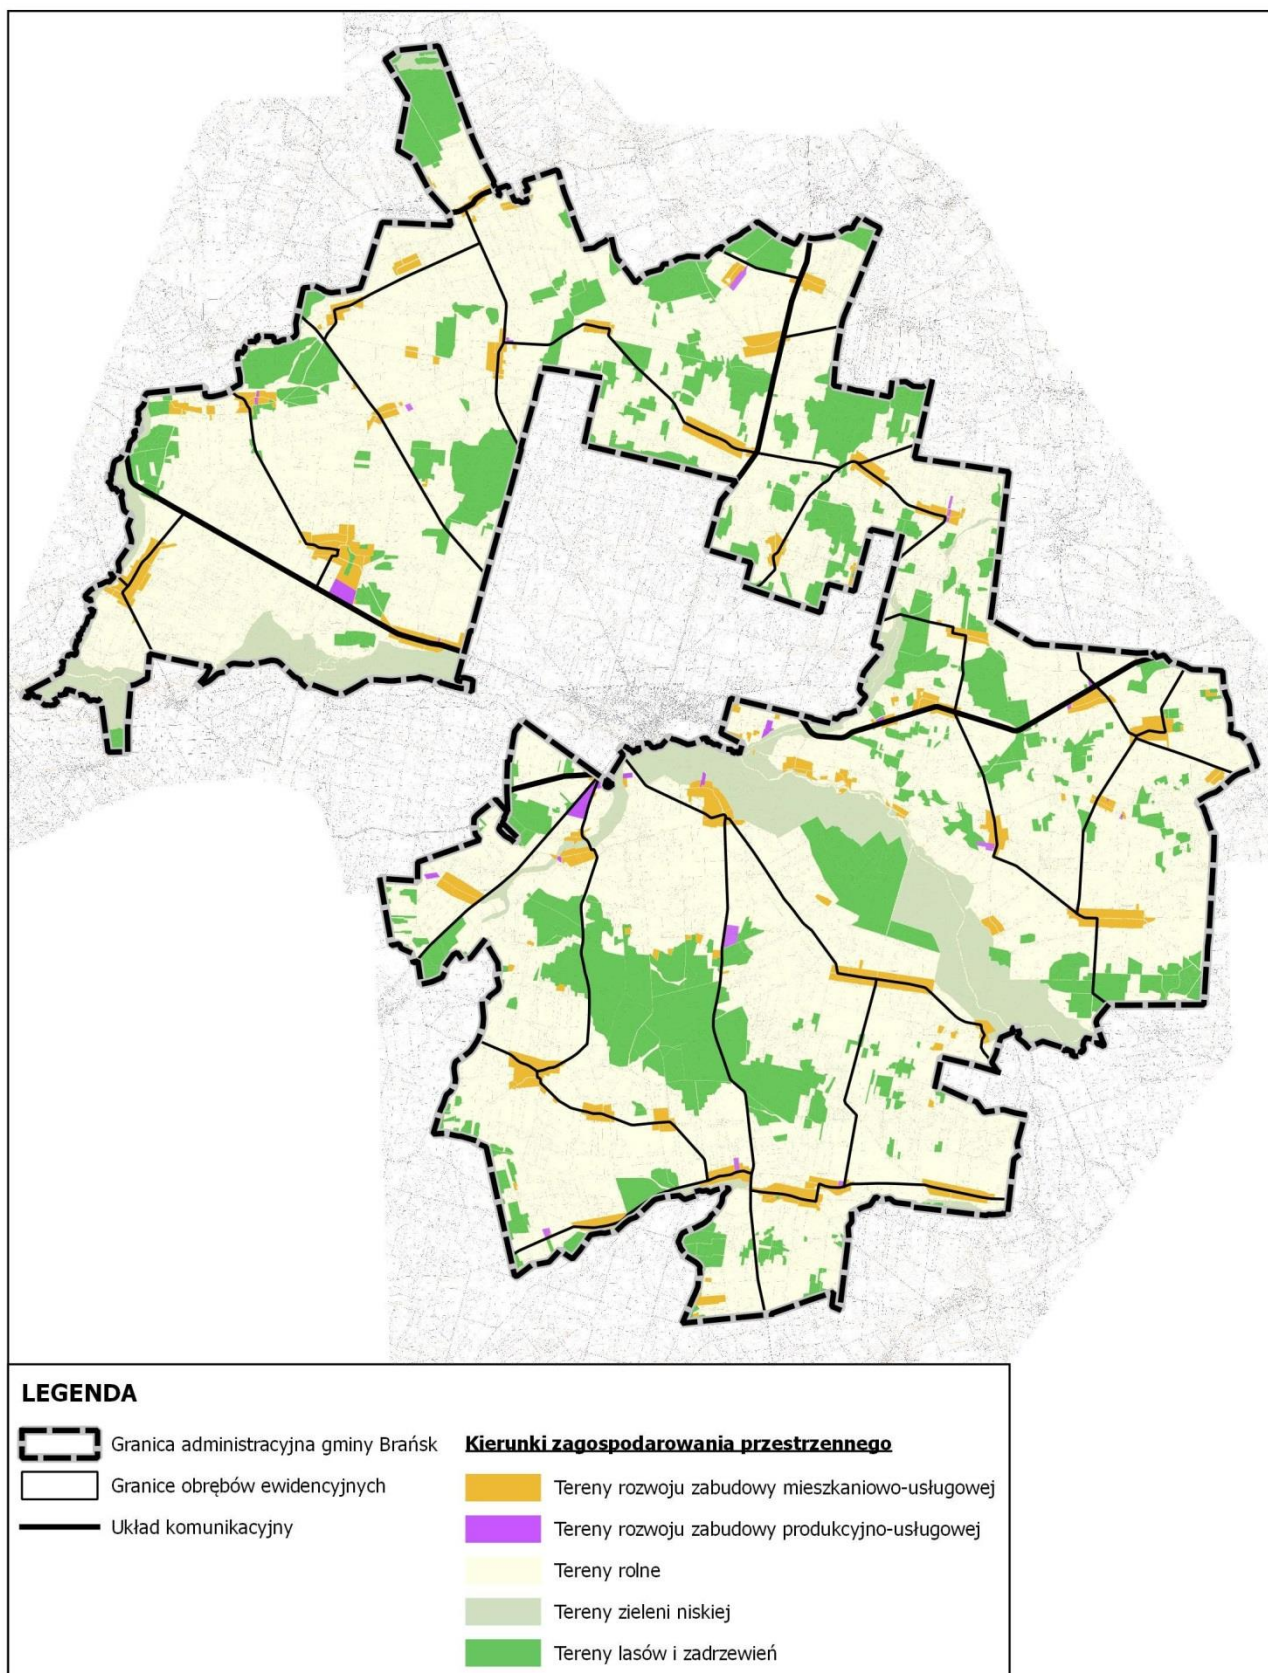 LEGENDA
Granica administracyjna gminy Brańsk
Granice obrębów ewidencyjnych
Układ komunikacyjny
Kierunki zagospodarowania przestrzennego
Tereny rozwoju zabudowy mieszkaniowo-usługowej
Tereny rozwoju zabudowy produkcyjno-usługowej
Tereny rolne
Tereny zieleni niskiej
Tereny lasów i zadrzewień